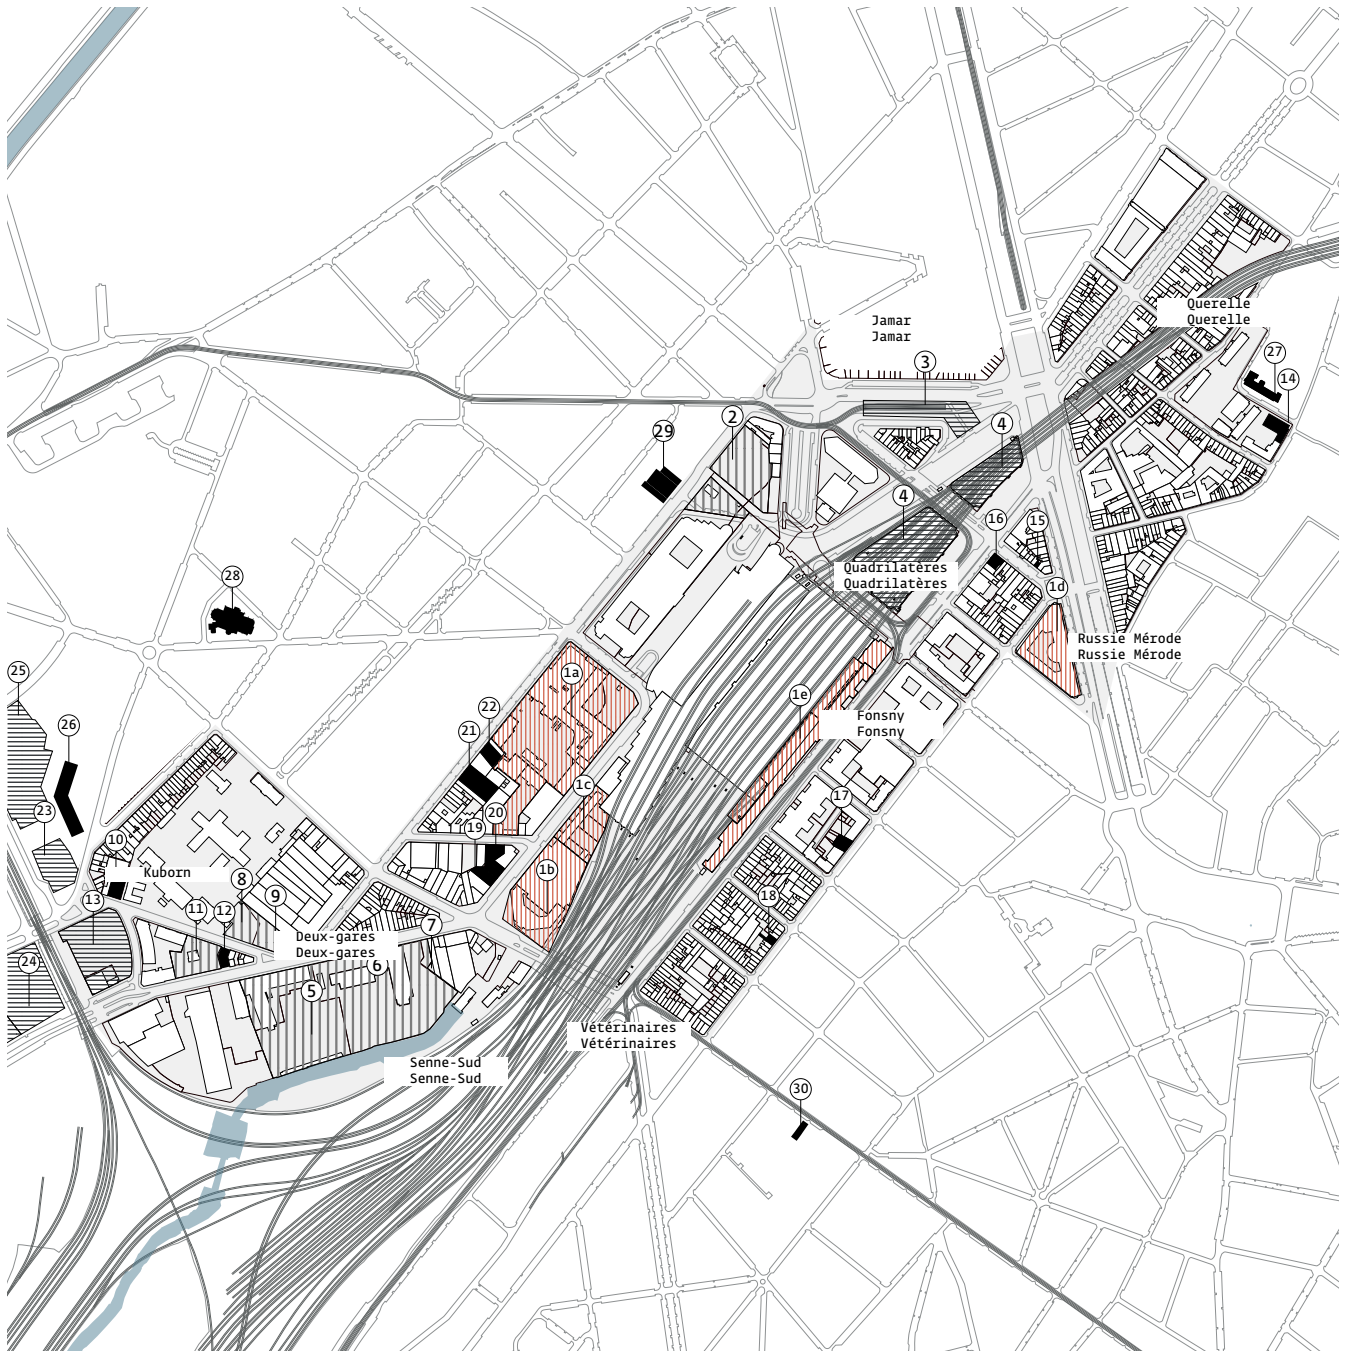 Querelle
Querelle
Jamar
Jamar
3
27
14
2
4
29
4
16
15
Quadrilatères
Quadrilatères
28
1d
Russie Mérode
Russie Mérode
25
1a
1e
22
26
Fonsny
Fonsny
21
1c
17
23
20
19
10
Kuborn
1b
8
9
18
13
11
12
7
Deux-gares
Deux-gares
24
6
5
Vétérinaires
Vétérinaires
Senne-Sud
Senne-Sud
30